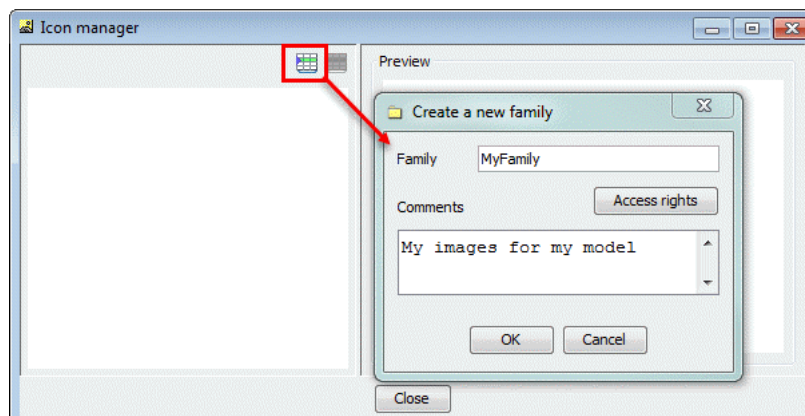 Icon manager
Preview
Create a new family
Family MyFamily
Access rights
Comments
My images for my model
OK Cancel
Close